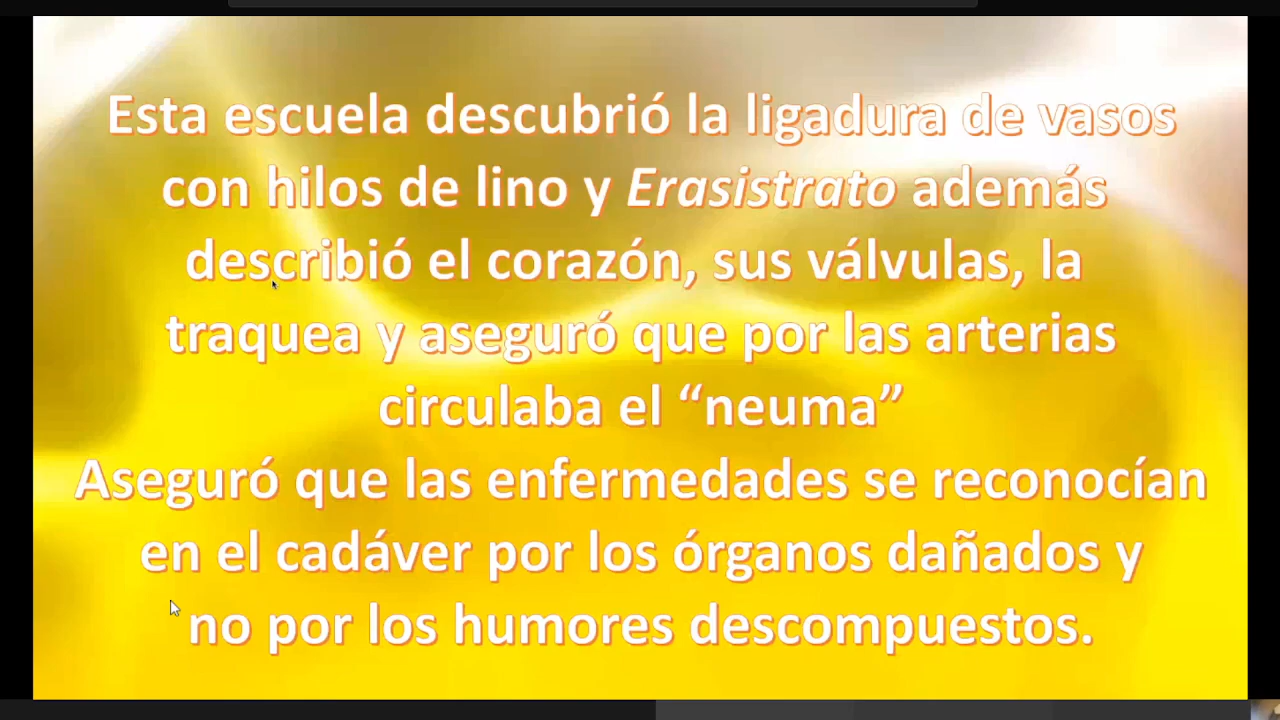 Esta escuela descubrió la ligadura de vasos
con hilos de lino y Erasistrato además
describió el corazón, sus válvulas, la
traquea y aseguró que por las arterias
circulaba el “neuma”
Aseguró que las enfermedades se reconocían
en el cadáver por los órganos dañados y
no por los humores descompuestos.